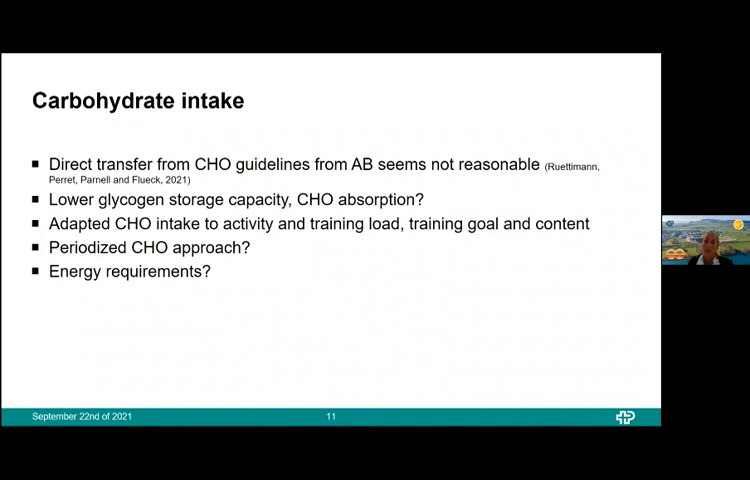 Carbohydrate intake
Direct transfer from CHO guidelines from AB seems not reasonable (Ruettimann,
Perret, Parnell and Flueck, 2021)
Lower glycogen storage capacity, CHO absorption?
Adapted CHO intake to activity and training load, training goal and content
Periodized CHO approach?
Energy requirements?
September 22nd of 2021
11